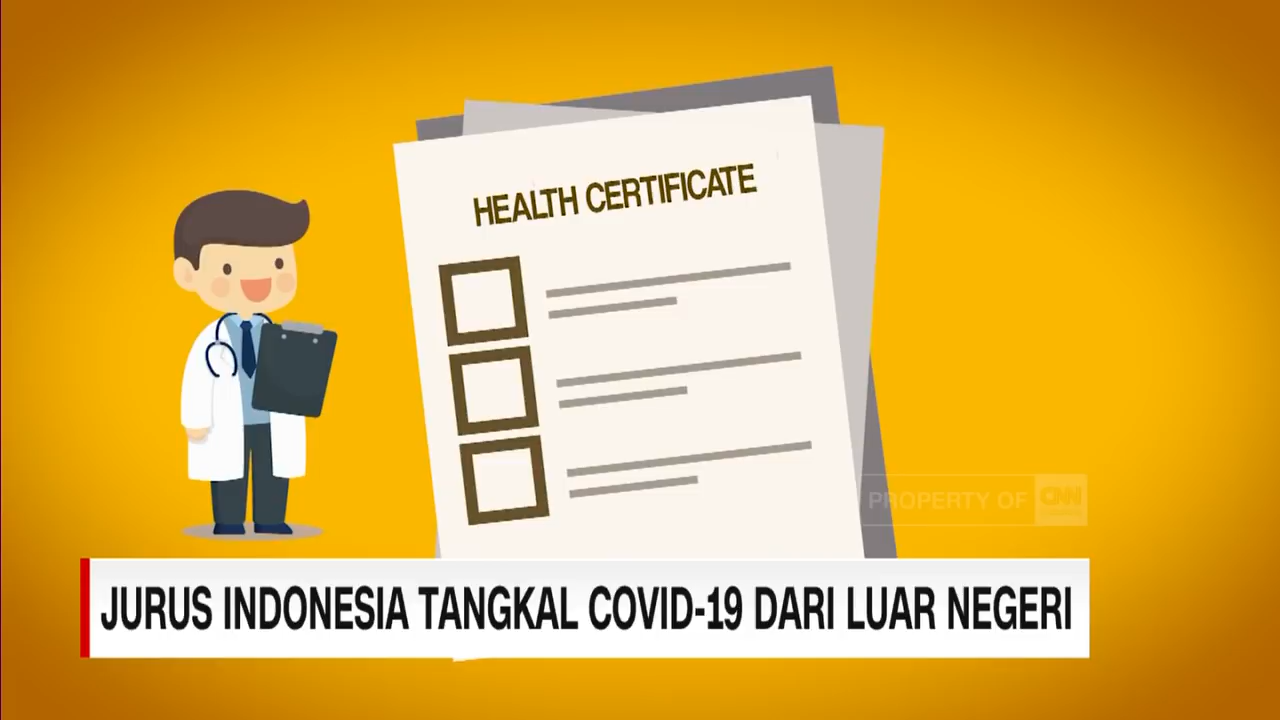 HEALTH CERTIFICATE
PROPERTY OF CNN
JURUS INDONESIA TANGKAL COVID-19 DARI LUAR NEGERI